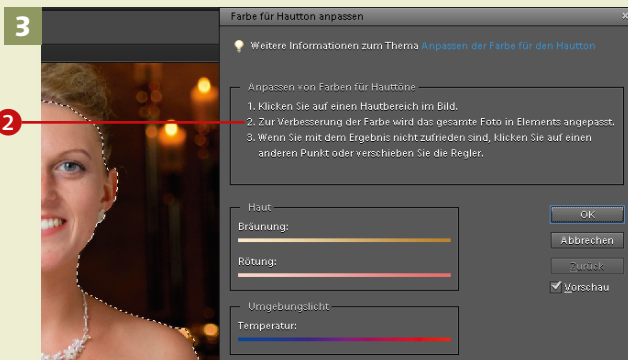 3
Farbe für Hautton anpassen
Weitere Informationen zum Thema Anpassen der Farbe für den Hautton
Anpassen von Farben für Hauttöne
1. Klicken Sie auf einen Hautbereich im Bild.
2
2. Zur Verbesserung der Farbe wird das gesamte Foto in Elements angepasst.
3. Wenn Sie mit dem Ergebnis nicht zufrieden sind, klicken Sie auf einen
anderen Punkt oder verschieben Sie die Regler.
Haut
Bräunung:
Rötung:
OK
Abbrechen
Zurück
Vorschau
Umgebungslicht
Temperatur: